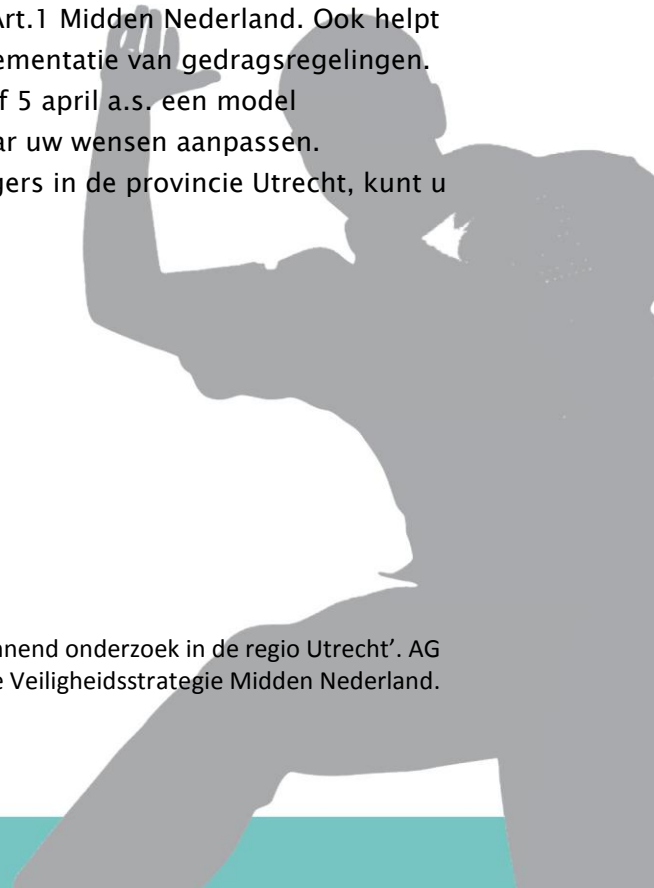 Art.1 Midden Nederland. Ook helpt
ementatie van gedragsregelingen.
f 5 april a.s. een model
ar uw wensen aanpassen.
gers in de provincie Utrecht, kunt u
nnend onderzoek in de regio Utrecht’. AG
e Veiligheidsstrategie Midden Nederland.